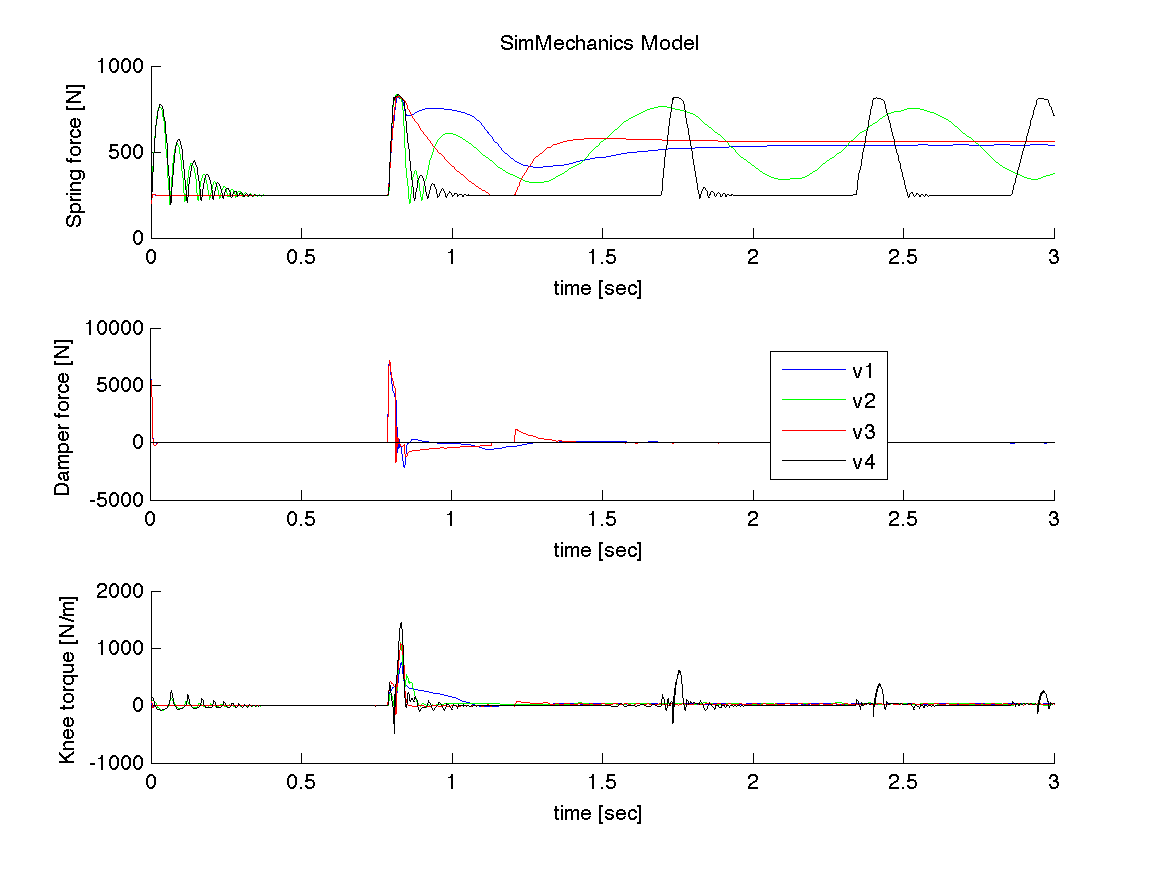 SimMechanics Model
Spring force [N]
1000
500
0
0 0.5 1 1.5 2 2.5 3
time [sec]
Damper force [N]
10000
5000
0
-5000
v1
v2
v3
v4
0 0.5 1 1.5 2 2.5 3
time [sec]
Knee torque [N/m]
2000
1000
0
-1000
0 0.5 1 1.5 2 2.5 3
time [sec]